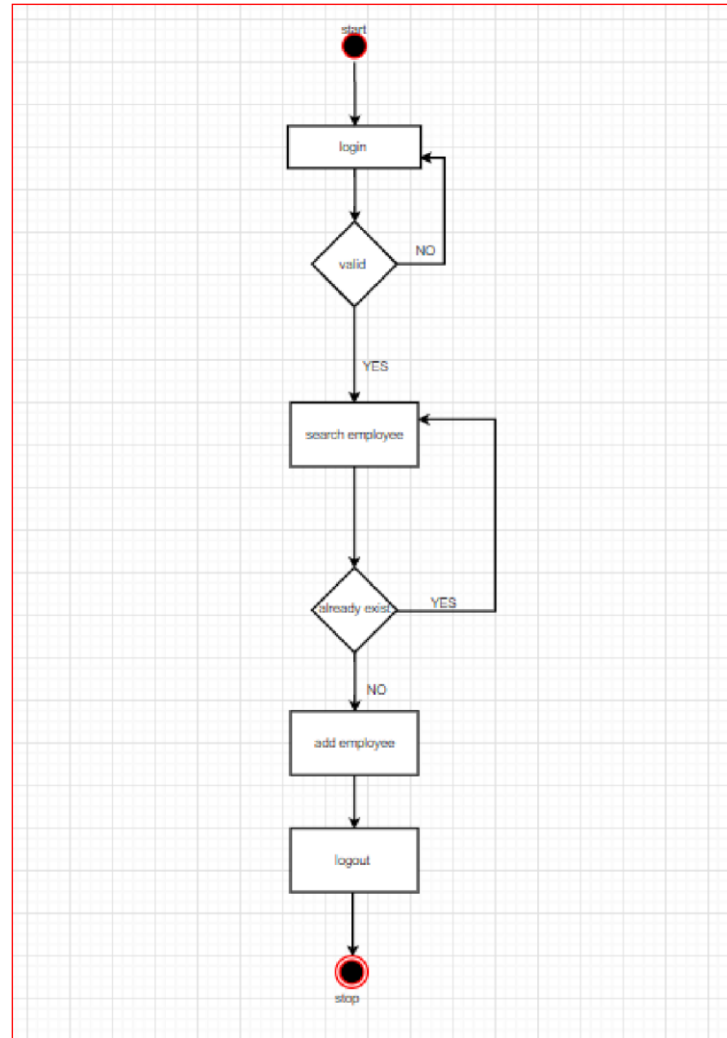 start
login
NO
valid
YES
search employee
already exist
YES
NO
add employee
logout
stop